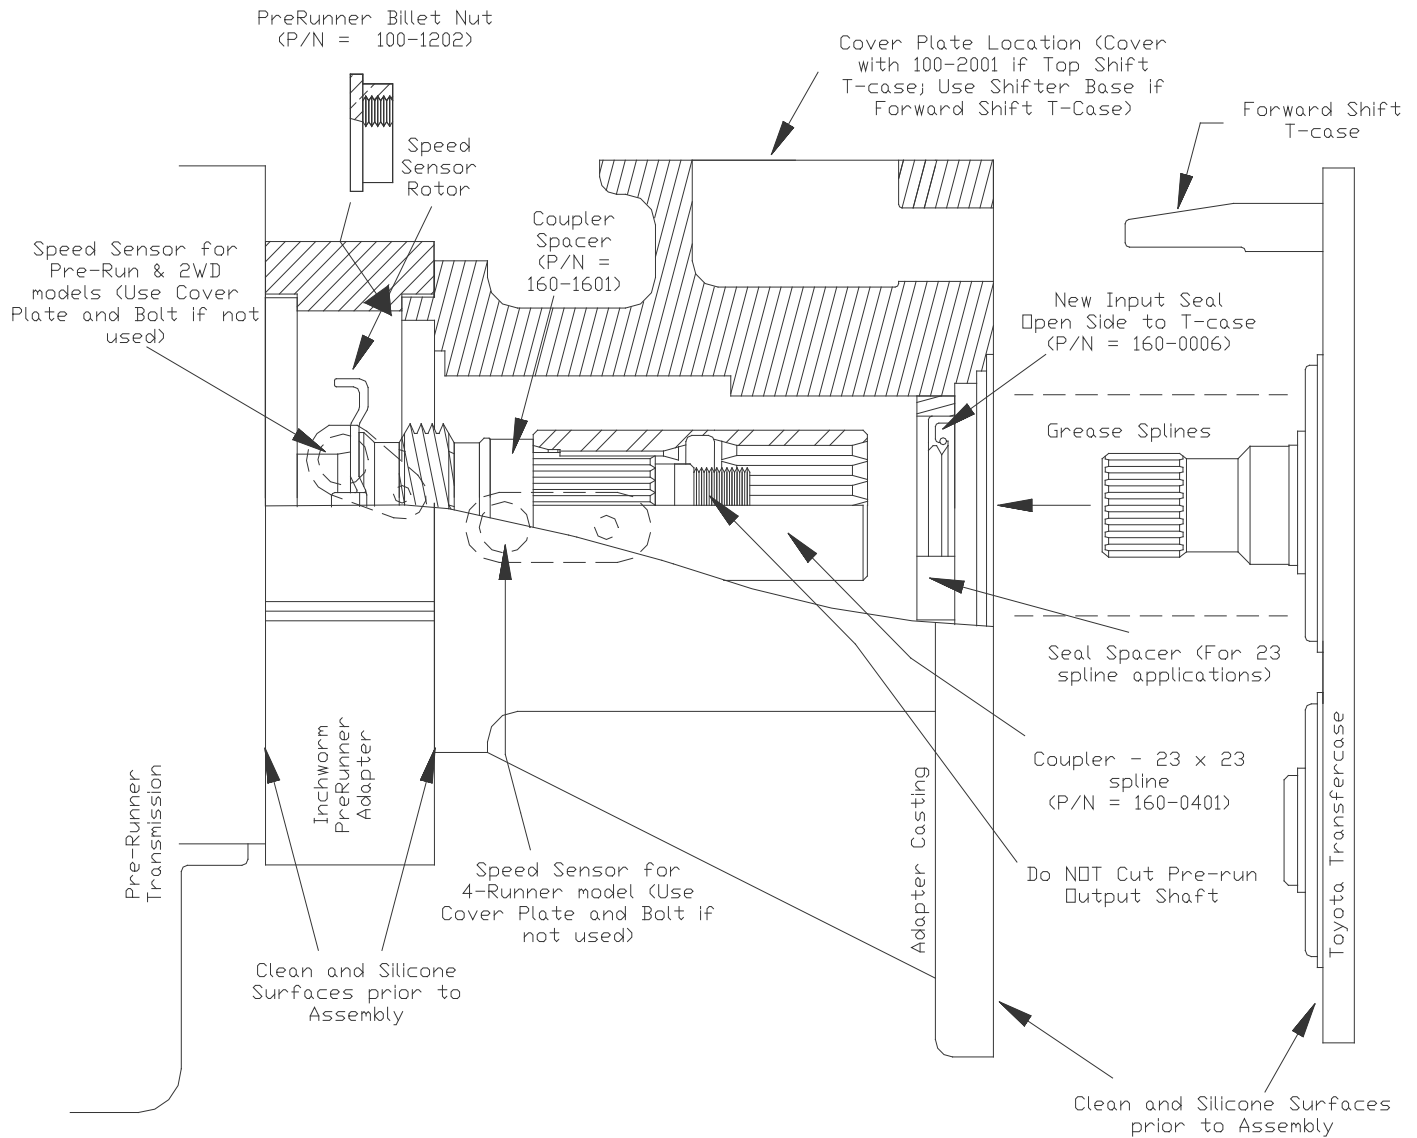 PreRunner Billet Nut
(P/N =  100-1202)
Cover Plate Location (Cover
with 100-2001 if Top Shift
T-case; Use Shifter Base if
Forward Shift T-Case)
Forward Shift
T-case
Speed
Sensor
Rotor
Coupler
Spacer
(P/N =
160-1601)
Speed Sensor for
Pre-Run & 2WD
models (Use Cover
Plate and Bolt if not
used)
New Input Seal
Open Side to T-case
(P/N = 160-0006)
Grease Splines
Seal Spacer (For 23
spline applications)
Coupler - 23 x 23
spline
(P/N = 160-0401)
Do NOT Cut Pre-run
Output Shaft
Pre-Runner
Transmission
Inchworm
PreRunner
Adapter
Adapter Casting
Toyota Transfercase
Speed Sensor for
4-Runner model (Use
Cover Plate and Bolt if
not used)
Clean and Silicone
Surfaces prior to
Assembly
Clean and Silicone Surfaces
prior to Assembly